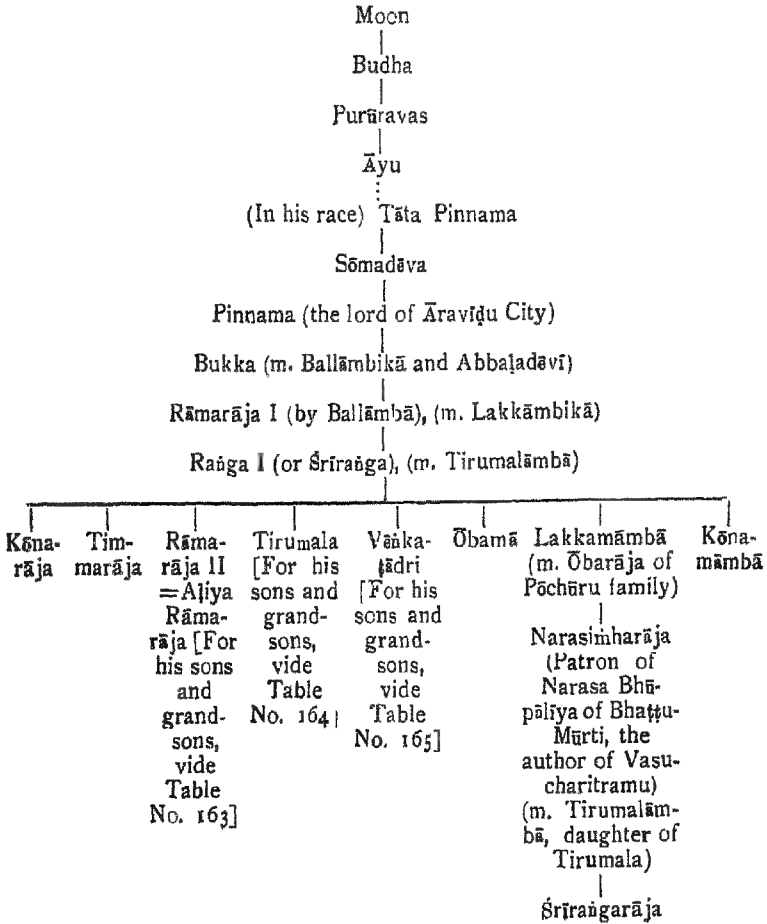 Moon
Budha
Purūravas
Āyu
(In his race) Tāta Pinnama
Sōmadēva
Pinnama (the lord of Āravīḍu City)
Bukka (m. Ballāmbikā and Abbaḷadēvī)
Rāmarāja I (by Ballāmbā), (m. Lakkāmbikā)
Raṅga I (or Śrīraṅga), (m. Tirumalāmbā)
Kōna-
rāja
Tim-
marāja
Rāma-
rāja II
=Aḷiya
Rāma-
rāja [For
his sons
and
grand-
sons,
vide
Table
No. 163]
Tirumala
[For his
sons and
grand-
sons,
vide
Table
No. 164]
Vēṅka-
ṭādri
[For his
sons and
grand-
sons,
vide
Table
No. 165]
Ōbamā
Lakkamāmbā
(m. Ōbarāja of
Pōchūru family)
Narasiṁharāja
(Patron of
Narasa Bhū-
pālīya of Bhaṭṭu-
Mūrti, the
author of Vasu-
charitramu)
(m. Tirumalām-
bā, daughter of
Tirumala)
Śrīraṅgarāja
Kōna-
māmbā